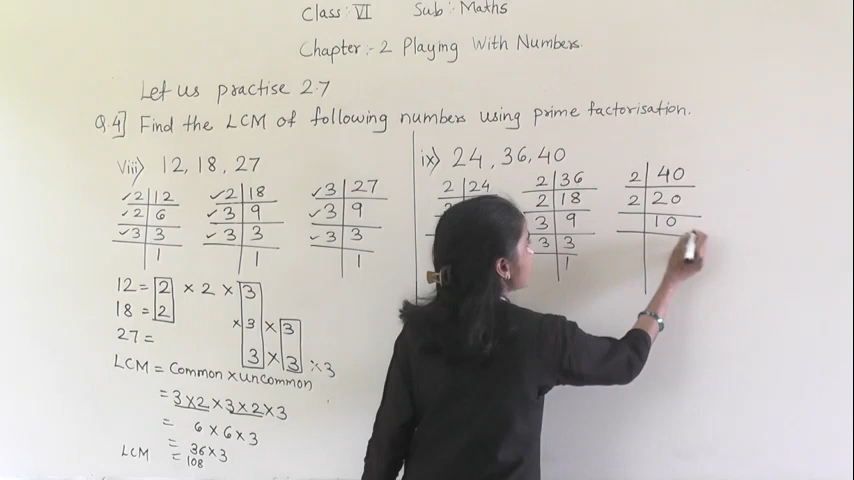 Class:- VI Sub:- Maths
Chapter:- 2 Playing With Numbers.
Let us practise 2.7
Q.4] Find the LCM of following numbers using prime factorisation.
viii) 12, 18, 27
2 | 12
2 | 6
3 | 3
1
2 | 18
3 | 9
3 | 3
1
3 | 27
3 | 9
3 | 3
1
12 = 2 × 2 × 3
18 = 2 × 3 × 3
27 = 3 × 3 × 3
LCM = Common × uncommon
= 3 × 2 × 3 × 2 × 3
= 6 × 6 × 3
= 36 × 3
LCM = 108
ix) 24, 36, 40
2 | 24
2 | 36
2 | 18
3 | 9
3 | 3
1
2 | 40
2 | 20
10